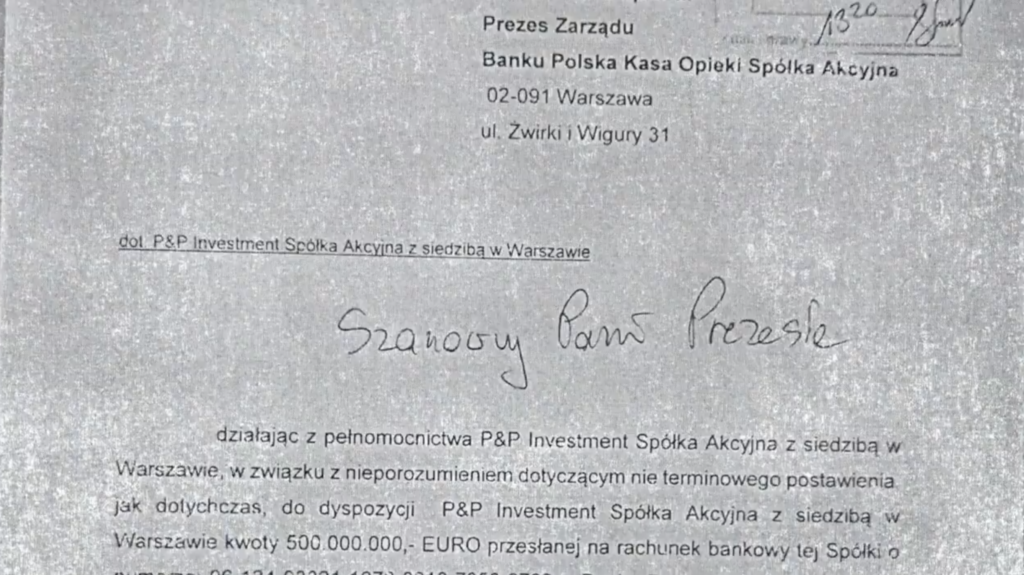 13 20
Prezes Zarządu
Banku Polska Kasa Opieki Spółka Akcyjna
02-091 Warszawa
ul. Żwirki i Wigury 31
dot P&P Investment Spółka Akcyjna z siedzibą w Warszawie
Szanowny Panie Prezesie
działając z pełnomocnictwa P&P Investment Spółka Akcyjna z siedzibą w
Warszawie, w związku z nieporozumieniem dotyczącym nie terminowego postawienia
jak dotychczas, do dyspozycji P&P Investment Spółka Akcyjna z siedzibą w
Warszawie kwoty 500.000.000,- EURO przesłanej na rachunek bankowy tej Spółki o